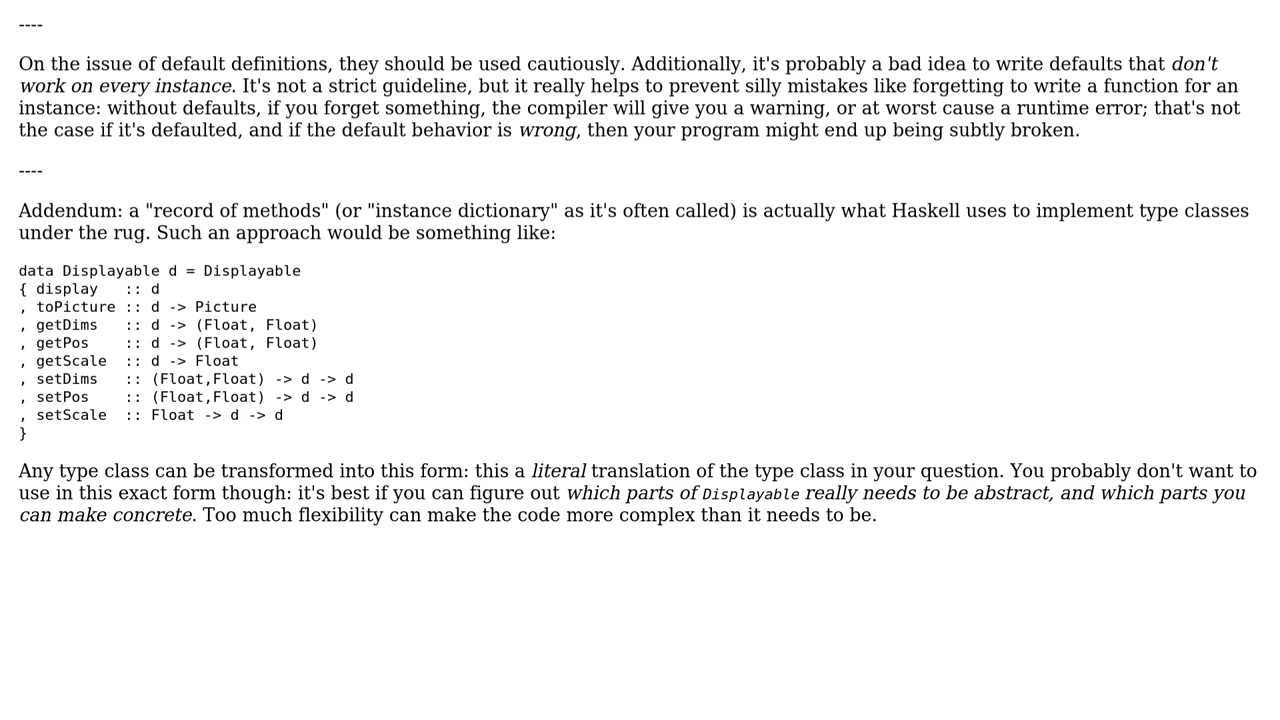 ----
On the issue of default definitions, they should be used cautiously. Additionally, it's probably a bad idea to write defaults that don't
work on every instance. It's not a strict guideline, but it really helps to prevent silly mistakes like forgetting to write a function for an
instance: without defaults, if you forget something, the compiler will give you a warning, or at worst cause a runtime error; that's not
the case if it's defaulted, and if the default behavior is wrong, then your program might end up being subtly broken.
----
Addendum: a "record of methods" (or "instance dictionary" as it's often called) is actually what Haskell uses to implement type classes
under the rug. Such an approach would be something like:
data Displayable d = Displayable
{ display   :: d
, toPicture :: d -> Picture
, getDims   :: d -> (Float, Float)
, getPos    :: d -> (Float, Float)
, getScale  :: d -> Float
, setDims   :: (Float,Float) -> d -> d
, setPos    :: (Float,Float) -> d -> d
, setScale  :: Float -> d -> d
}
Any type class can be transformed into this form: this a literal translation of the type class in your question. You probably don't want to
use in this exact form though: it's best if you can figure out which parts of Displayable really needs to be abstract, and which parts you
can make concrete. Too much flexibility can make the code more complex than it needs to be.